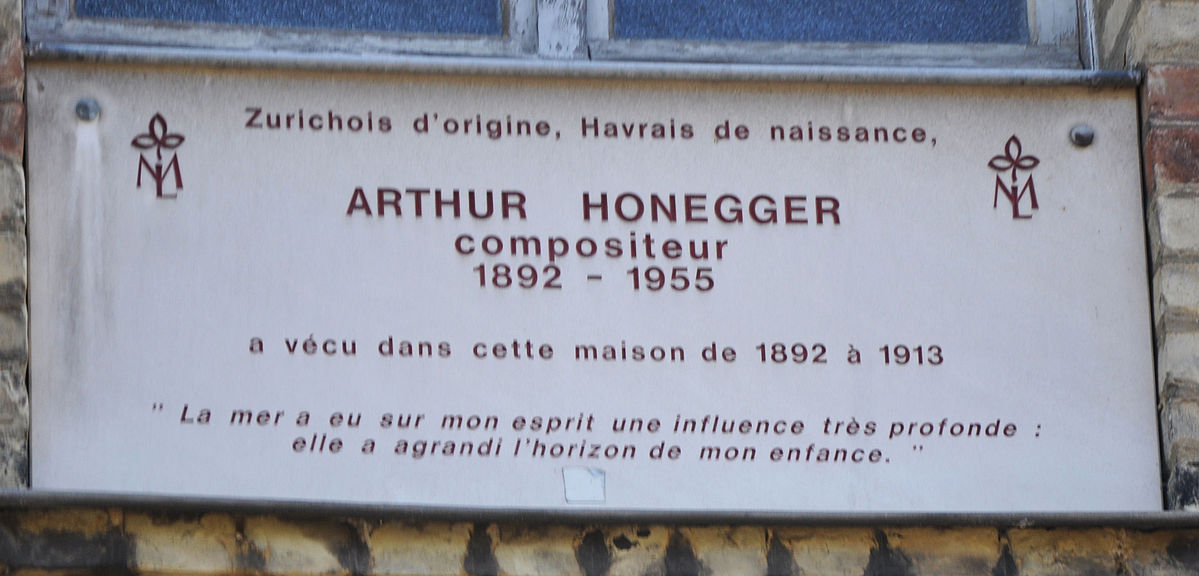 Zurichois d'origine, Havrais de naissance,
ARTHUR HONEGGER
compositeur
1892 - 1955
a vécu dans cette maison de 1892 à 1913
" La mer a eu sur mon esprit une influence très profonde :
elle a agrandi l'horizon de mon enfance. "